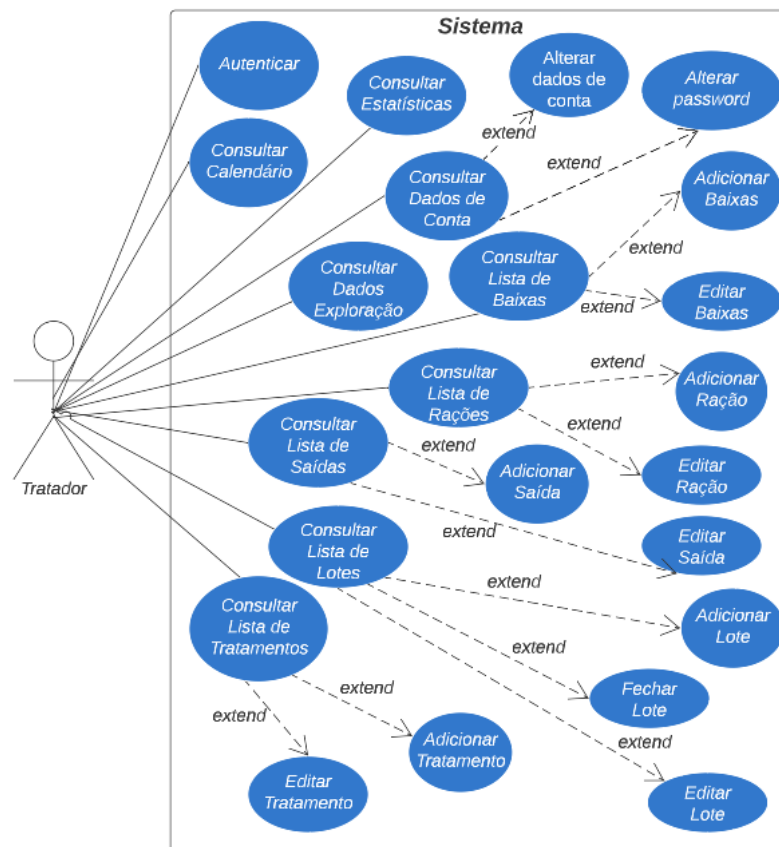 Sistema
Autenticar
Consultar
Estatísticas
Alterar
dados de
conta
Alterar
password
extend
extend
Consultar
Calendário
Consultar
Dados de
Conta
Adicionar
Baixas
extend
Consultar
Dados
Exploração
Consultar
Lista de
Baixas
extend
Editar
Baixas
Consultar
Lista de
Rações
extend
Adicionar
Ração
Tratador
Consultar
Lista de
Saídas
extend
extend
Adicionar
Saída
Editar
Ração
Consultar
Lista de
Lotes
extend
Editar
Saída
extend
Adicionar
Lote
Consultar
Lista de
Tratamentos
extend
Fechar
Lote
extend
extend
Adicionar
Tratamento
extend
Editar
Tratamento
Editar
Lote